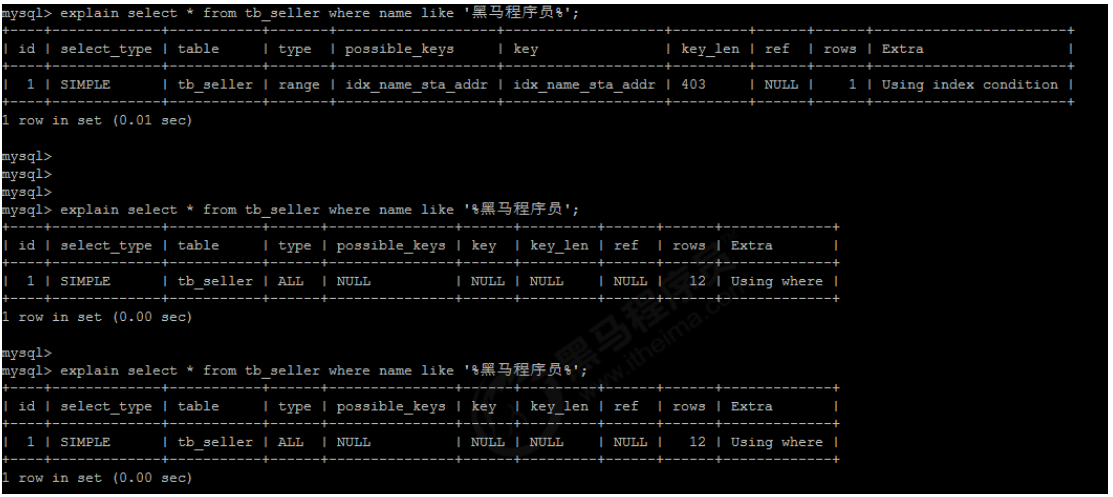 mysql> explain select * from tb_seller where name like '黑马程序员%';
+----+-------------+-----------+-------+-------------------+-------------------+---------+------+------+-----------------------+
| id | select_type | table | type | possible_keys | key | key_len | ref | rows | Extra |
+----+-------------+-----------+-------+-------------------+-------------------+---------+------+------+-----------------------+
| 1 | SIMPLE | tb_seller | range | idx_name_sta_addr | idx_name_sta_addr | 403 | NULL | 1 | Using index condition |
+----+-------------+-----------+-------+-------------------+-------------------+---------+------+------+-----------------------+
1 row in set (0.01 sec)
mysql>
mysql>
mysql>
mysql> explain select * from tb_seller where name like '%黑马程序员';
+----+-------------+-----------+------+---------------+------+---------+------+------+-------------+
| id | select_type | table | type | possible_keys | key | key_len | ref | rows | Extra |
+----+-------------+-----------+------+---------------+------+---------+------+------+-------------+
| 1 | SIMPLE | tb_seller | ALL | NULL | NULL | NULL | NULL | 12 | Using where |
+----+-------------+-----------+------+---------------+------+---------+------+------+-------------+
1 row in set (0.00 sec)
mysql>
mysql> explain select * from tb_seller where name like '%黑马程序员%';
+----+-------------+-----------+------+---------------+------+---------+------+------+-------------+
| id | select_type | table | type | possible_keys | key | key_len | ref | rows | Extra |
+----+-------------+-----------+------+---------------+------+---------+------+------+-------------+
| 1 | SIMPLE | tb_seller | ALL | NULL | NULL | NULL | NULL | 12 | Using where |
+----+-------------+-----------+------+---------------+------+---------+------+------+-------------+
1 row in set (0.00 sec)
黑马程序员
www.itheima.com